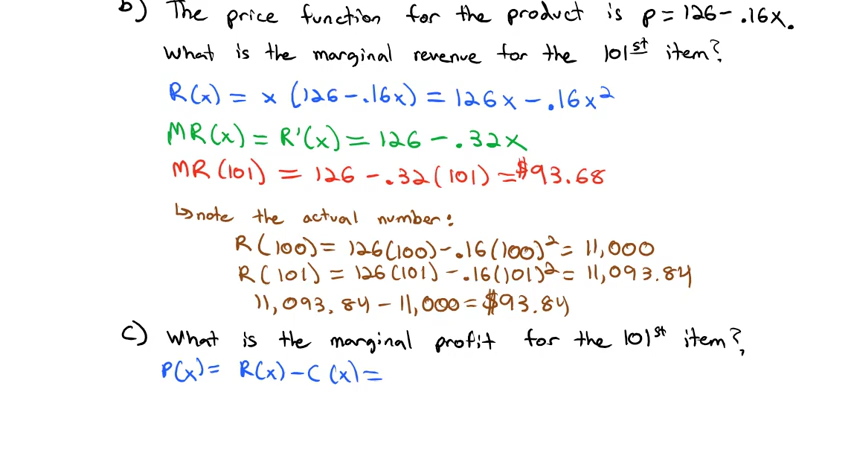 b) The price function for the product is p = 126 - .16x.
What is the marginal revenue for the 101st item?
R(x) = x (126 - .16x) = 126x - .16x²
MR(x) = R'(x) = 126 - .32x
MR(101) = 126 - .32(101) = $93.68
↳ note the actual number:
R(100) = 126(100) - .16(100)² = 11,000
R(101) = 126(101) - .16(101)² = 11,093.84
11,093.84 - 11,000 = $93.84
c) What is the marginal profit for the 101st item?
P(x) = R(x) - C(x) =